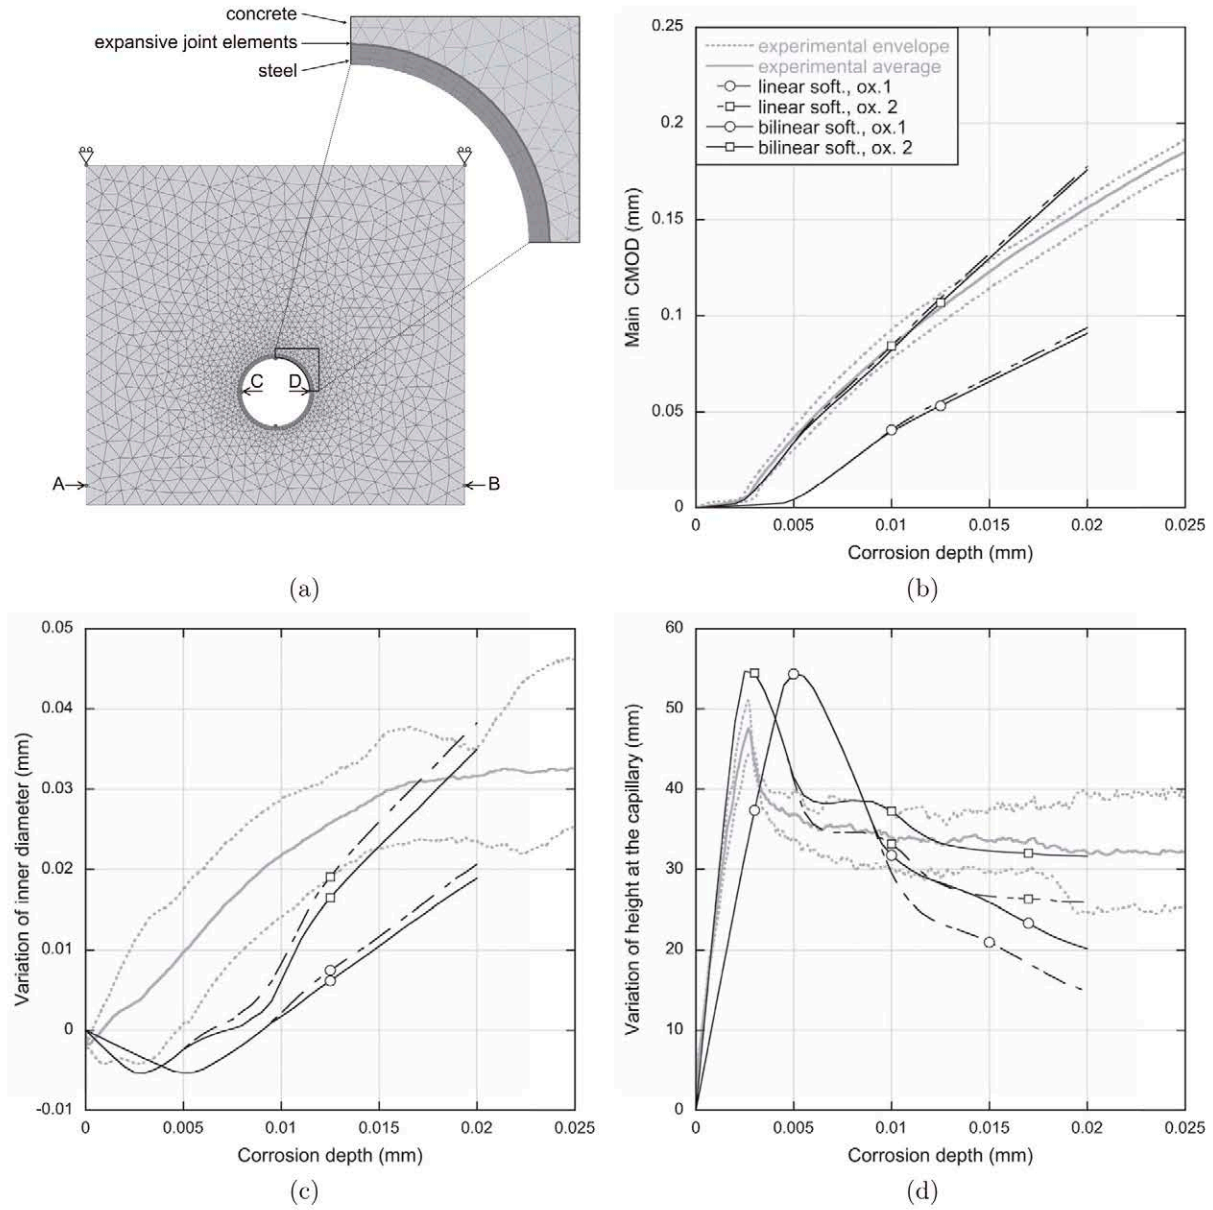 concrete
expansive joint elements
steel
C
D
A
B
(a)
0.25
0.2
0.15
0.1
0.05
0
Main CMOD (mm)
experimental envelope
experimental average
linear soft., ox.1
linear soft., ox. 2
bilinear soft., ox.1
bilinear soft., ox. 2
0 0.005 0.01 0.015 0.02 0.025
Corrosion depth (mm)
(b)
0.05
0.04
0.03
0.02
0.01
0
-0.01
Variation of inner diameter (mm)
0 0.005 0.01 0.015 0.02 0.025
Corrosion depth (mm)
(c)
60
50
40
30
20
10
0
Variation of height at the capillary (mm)
0 0.005 0.01 0.015 0.02 0.025
Corrosion depth (mm)
(d)